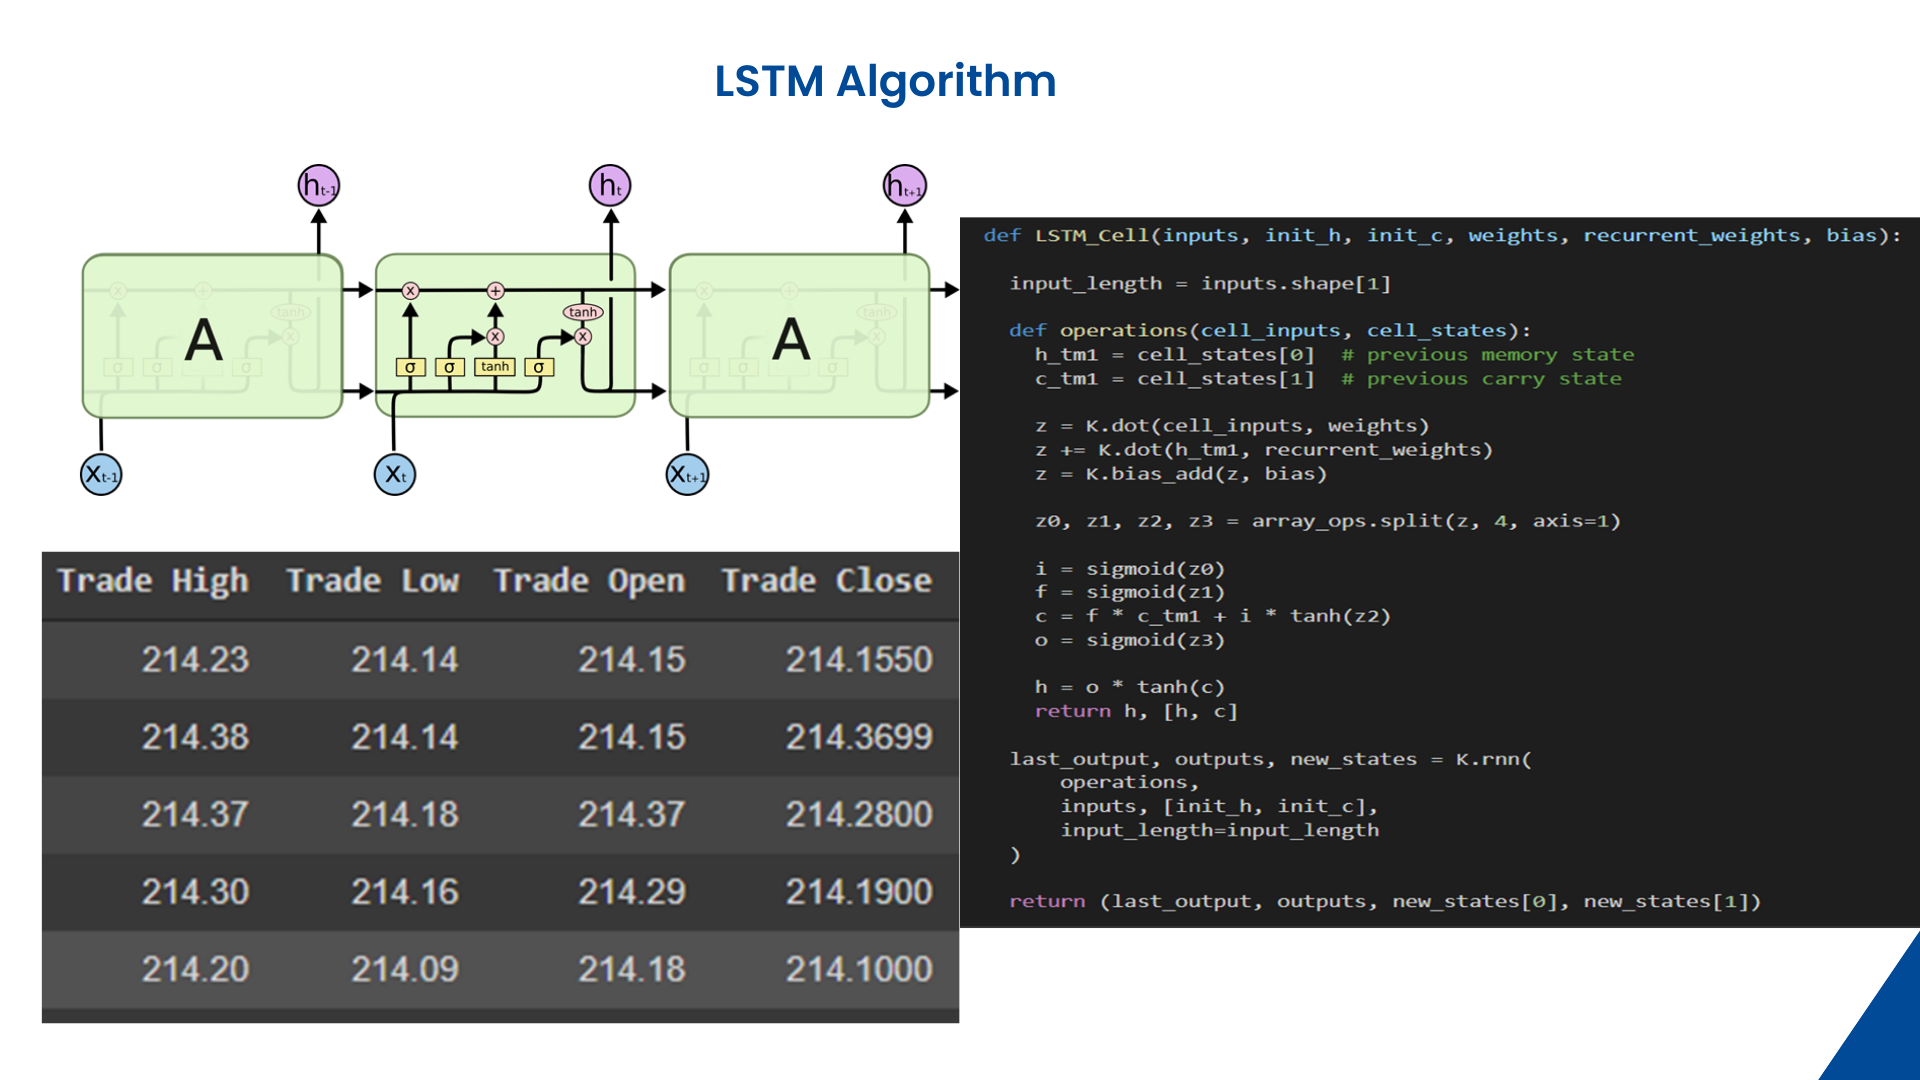 LSTM Algorithm
ht-1
ht
ht+1
x + tanh x
A
x + tanh x
σ σ tanh σ
x + tanh x
A
σ σ σ
σ σ σ
Xt-1
Xt
Xt+1
Trade High Trade Low Trade Open Trade Close
214.23 214.14 214.15 214.1550
214.38 214.14 214.15 214.3699
214.37 214.18 214.37 214.2800
214.30 214.16 214.29 214.1900
214.20 214.09 214.18 214.1000
def LSTM_Cell(inputs, init_h, init_c, weights, recurrent_weights, bias):
input_length = inputs.shape[1]
def operations(cell_inputs, cell_states):
h_tm1 = cell_states[0] # previous memory state
c_tm1 = cell_states[1] # previous carry state
z = K.dot(cell_inputs, weights)
z += K.dot(h_tm1, recurrent_weights)
z = K.bias_add(z, bias)
z0, z1, z2, z3 = array_ops.split(z, 4, axis=1)
i = sigmoid(z0)
f = sigmoid(z1)
c = f * c_tm1 + i * tanh(z2)
o = sigmoid(z3)
h = o * tanh(c)
return h, [h, c]
last_output, outputs, new_states = K.rnn(
operations,
inputs, [init_h, init_c],
input_length=input_length
)
return (last_output, outputs, new_states[0], new_states[1])